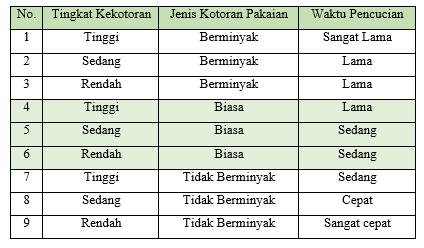 No. Tingkat Kekotoran Jenis Kotoran Pakaian Waktu Pencucian
1 Tinggi Berminyak Sangat Lama
2 Sedang Berminyak Lama
3 Rendah Berminyak Lama
4 Tinggi Biasa Lama
5 Sedang Biasa Sedang
6 Rendah Biasa Sedang
7 Tinggi Tidak Berminyak Sedang
8 Sedang Tidak Berminyak Cepat
9 Rendah Tidak Berminyak Sangat cepat